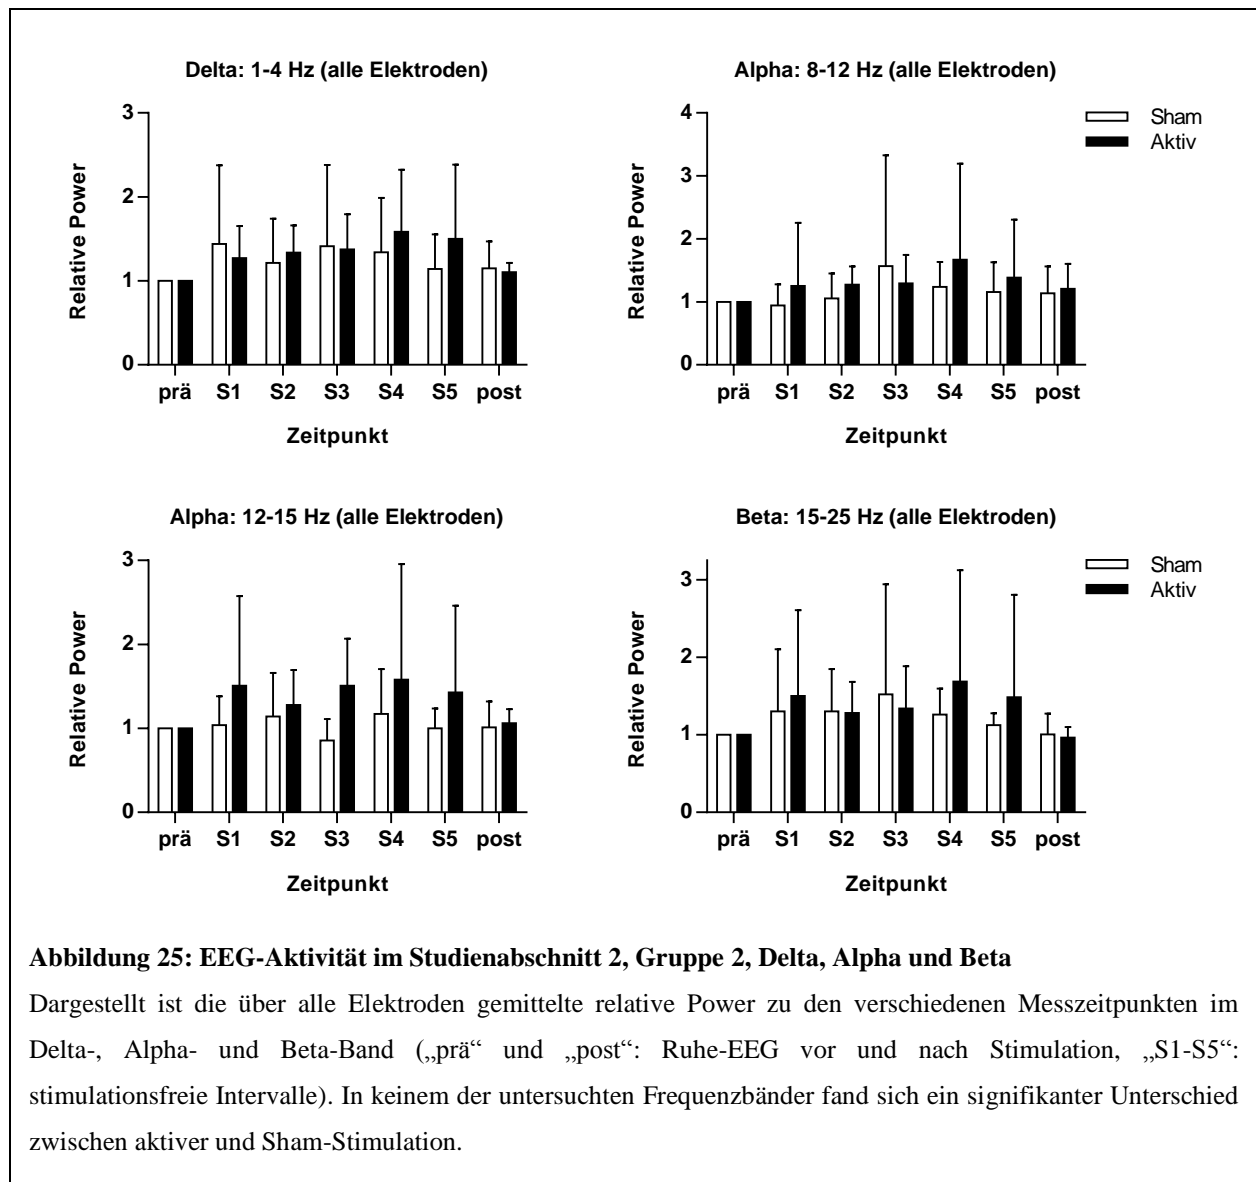 Delta: 1-4 Hz (alle Elektroden)
3
2
1
0
Relative Power
prä S1 S2 S3 S4 S5 post
Zeitpunkt
Alpha: 8-12 Hz (alle Elektroden)
4
3
2
1
0
Relative Power
prä S1 S2 S3 S4 S5 post
Zeitpunkt
Sham
Aktiv
Alpha: 12-15 Hz (alle Elektroden)
3
2
1
0
Relative Power
prä S1 S2 S3 S4 S5 post
Zeitpunkt
Beta: 15-25 Hz (alle Elektroden)
3
2
1
0
Relative Power
prä S1 S2 S3 S4 S5 post
Zeitpunkt
Sham
Aktiv
Abbildung 25: EEG-Aktivität im Studienabschnitt 2, Gruppe 2, Delta, Alpha und Beta
Dargestellt ist die über alle Elektroden gemittelte relative Power zu den verschiedenen Messzeitpunkten im
Delta-, Alpha- und Beta-Band („prä“ und „post“: Ruhe-EEG vor und nach Stimulation, „S1-S5“:
stimulationsfreie Intervalle). In keinem der untersuchten Frequenzbänder fand sich ein signifikanter Unterschied
zwischen aktiver und Sham-Stimulation.